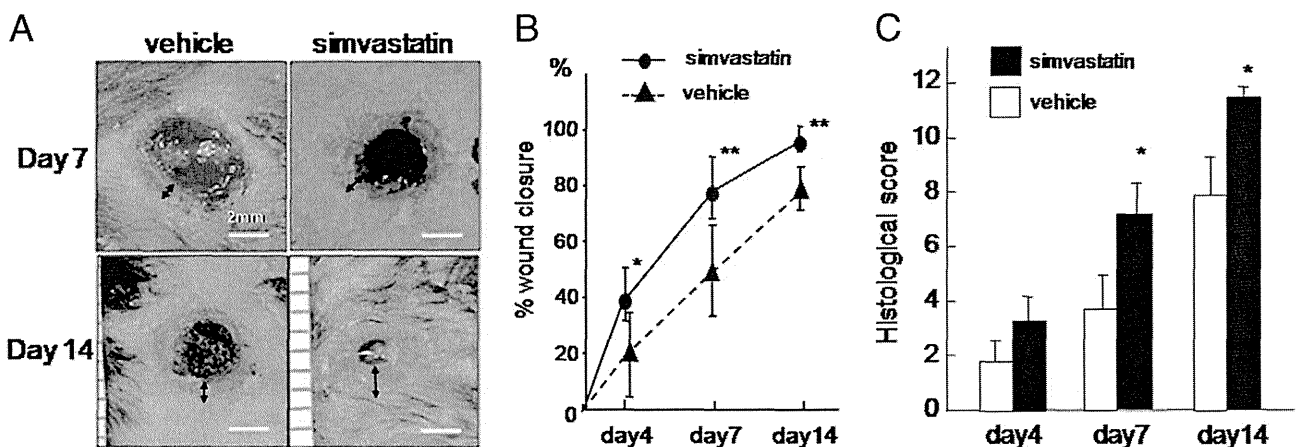 A
vehicle simvastatin
Day 7
2mm
Day 14
B
%
simvastatin
vehicle
% wound closure
100
80
60
40
20
0
*
**
**
day4 day7 day14
C
simvastatin
vehicle
Histological score
12
10
8
6
4
2
0
*
*
day4 day7 day14